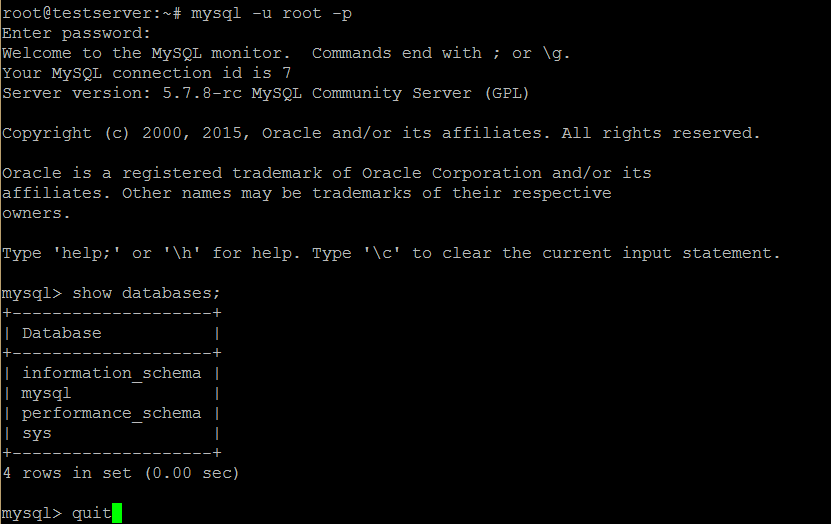 root@testserver:~# mysql -u root -p
Enter password:
Welcome to the MySQL monitor.  Commands end with ; or \g.
Your MySQL connection id is 7
Server version: 5.7.8-rc MySQL Community Server (GPL)

Copyright (c) 2000, 2015, Oracle and/or its affiliates. All rights reserved.

Oracle is a registered trademark of Oracle Corporation and/or its
affiliates. Other names may be trademarks of their respective
owners.

Type 'help;' or '\h' for help. Type '\c' to clear the current input statement.

mysql> show databases;
+--------------------+
| Database           |
+--------------------+
| information_schema |
| mysql              |
| performance_schema |
| sys                |
+--------------------+
4 rows in set (0.00 sec)

mysql> quit